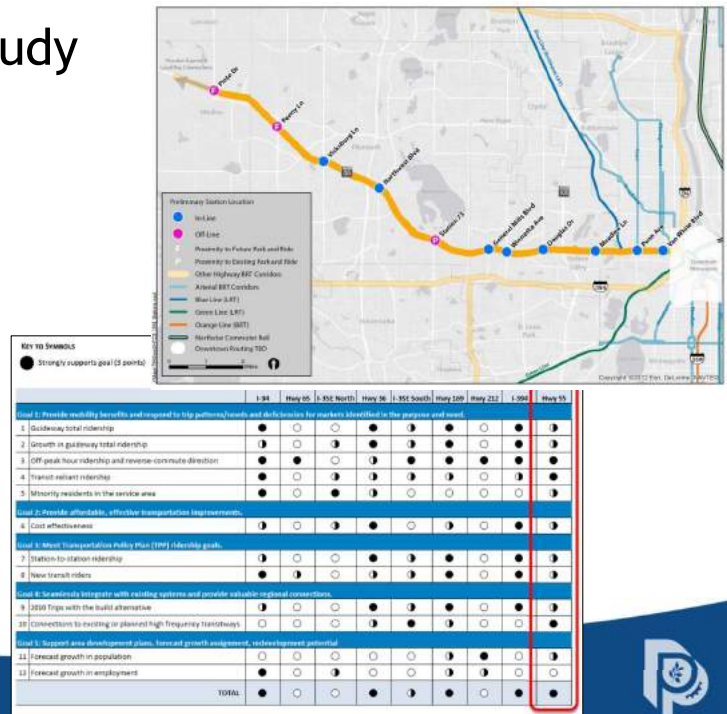 udy
Pinto Dr
Peony Ln
Vicksburg Ln
Northwest Blvd
Station 73
General Mills Blvd
Winnetka Ave
Douglas Dr
Meadow Ln
Penn Ave
Van White Blvd
Preliminary Station Location
In-Line
Off-Line
Proximity to Future Park and Ride
Proximity to Existing Park and Ride
Other Highway BRT Corridors
Arterial BRT Corridors
Blue Line (LRT)
Green Line (LRT)
Orange Line (BRT)
Northstar Commuter Rail
Downtown Routing TBD
KEY TO SYMBOLS
Strongly supports goal (3 points)
I-94 Hwy 65 I-35E North Hwy 36 I-35E South Hwy 169 Hwy 212 I-394 Hwy 55
Goal 1: Provide mobility benefits and respond to trip patterns/needs and deficiencies for markets identified in the purpose and need.
1 Guideway total ridership
2 Growth in guideway total ridership
3 Off-peak hour ridership and reverse-commute direction
4 Transit-reliant ridership
5 Minority residents in the service area
Goal 2: Provide affordable, effective transportation improvements.
6 Cost effectiveness
Goal 3: Meet Transportation Policy Plan (TPP) ridership goals.
7 Station-to-station ridership
8 New transit riders
Goal 4: Seamlessly integrate with existing systems and provide valuable regional connections.
9 2030 Trips with the build alternative
10 Connections to existing or planned high frequency transitways
Goal 5: Support area development plans, forecast growth assignment, redevelopment potential
11 Forecast growth in population
12 Forecast growth in employment
TOTAL